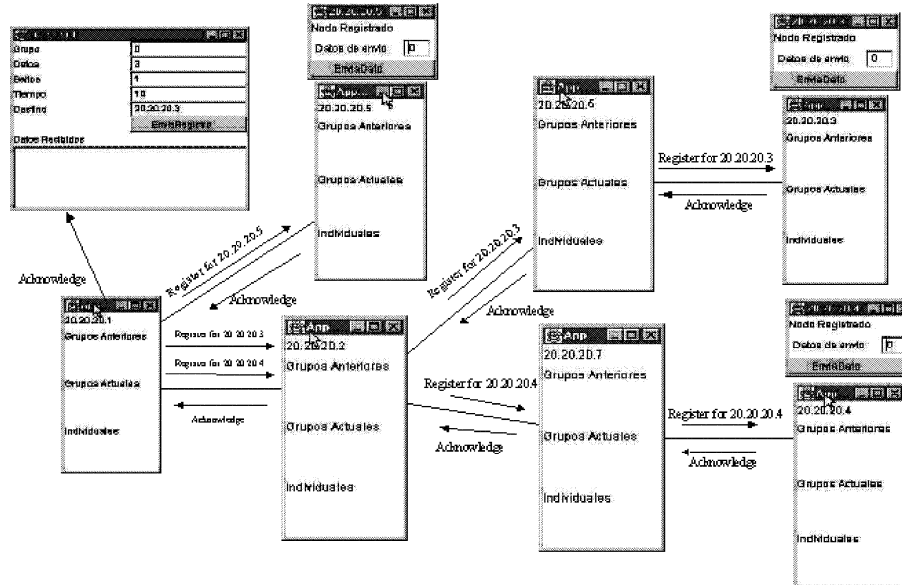 Grupo 0
Datos 3
Tiempo 10
Destino 20.20.20.3
EnviaRegistro
Datos Recibidos
Nodo Registrado
Datos de envio 0
EnviaDato
App
20.20.20.5
Grupos Anteriores
Grupos Actuales
Individuales
App
20.20.20.6
Grupos Anteriores
Grupos Actuales
Individuales
Nodo Registrado
Datos de envio 0
EnviaDato
App
20.20.20.3
Grupos Anteriores
Grupos Actuales
Individuales
Register for 20.20.20.3
Acknowledge
Register for 20.20.20.5
Acknowledge
Register for 20.20.20.3
Acknowledge
Acknowledge
20.20.20.1
Grupos Anteriores
Grupos Actuales
Individuales
Register for 20.20.20.3
Register for 20.20.20.4
Acknowledge
App
20.20.20.2
Grupos Anteriores
Grupos Actuales
Individuales
Register for 20.20.20.4
Acknowledge
App
20.20.20.7
Grupos Anteriores
Grupos Actuales
Individuales
Register for 20.20.20.4
Acknowledge
20.20.20.4
Nodo Registrado
Datos de envio 0
EnviaDato
App
20.20.20.4
Grupos Anteriores
Grupos Actuales
Individuales